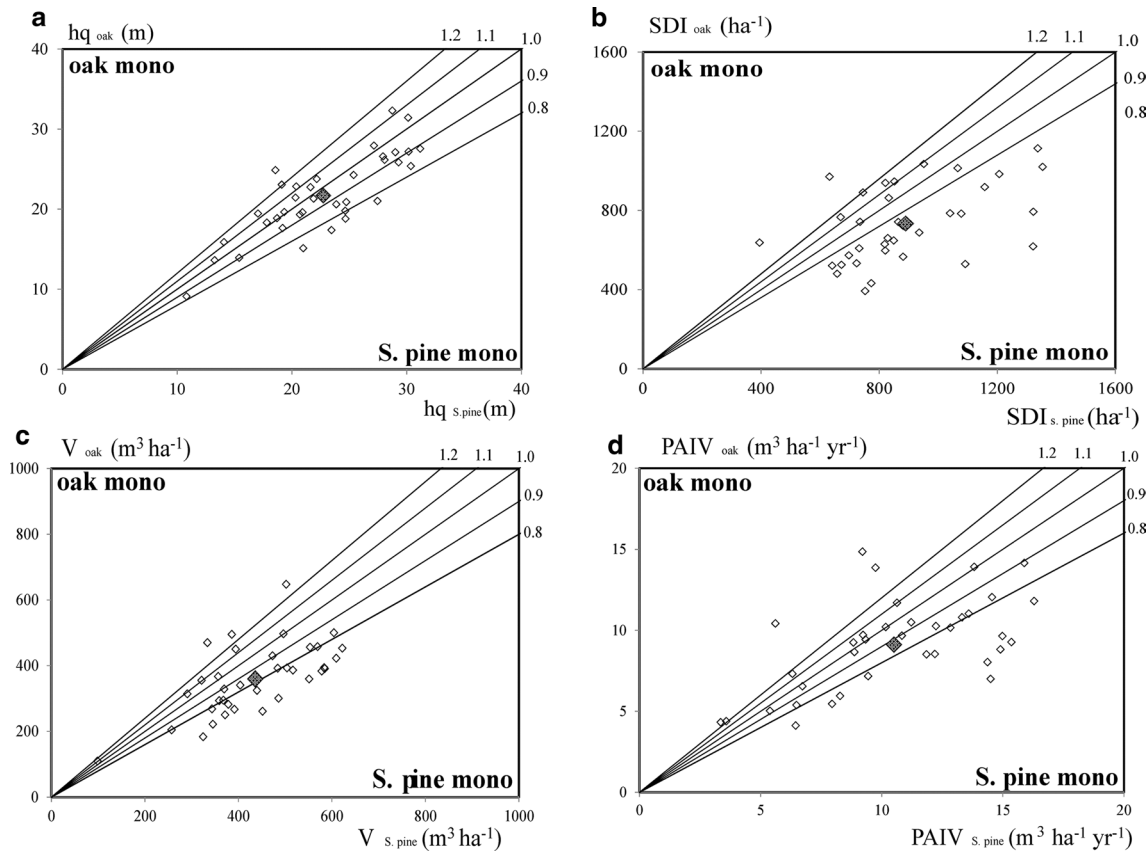 a
hq oak (m)
1.2 1.1 1.0
40
oak mono
0.9
0.8
30
20
10
S. pine mono
0
0 10 20 30 40
hq S.pine (m)
b
SDI oak (ha-1)
1.2 1.1 1.0
1600
oak mono
0.9
0.8
1200
800
400
S. pine mono
0
0 400 800 1200 1600
SDI s. pine (ha-1)
c
V oak (m3 ha-1)
1.2 1.1 1.0
1000
oak mono
0.9
0.8
800
600
400
200
S. pine mono
0
0 200 400 600 800 1000
V S. pine (m3 ha-1)
d
PAIV oak (m3 ha-1 yr-1)
1.2 1.1 1.0
20
oak mono
0.9
0.8
15
10
5
S. pine mono
0
0 5 10 15 20
PAIV S. pine (m3 ha-1 yr-1)